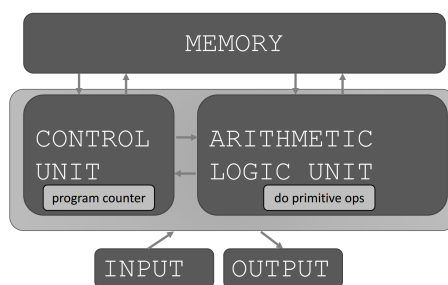 MEMORY
CONTROL
UNIT
program counter
ARITHMETIC
LOGIC UNIT
do primitive ops
INPUT
OUTPUT